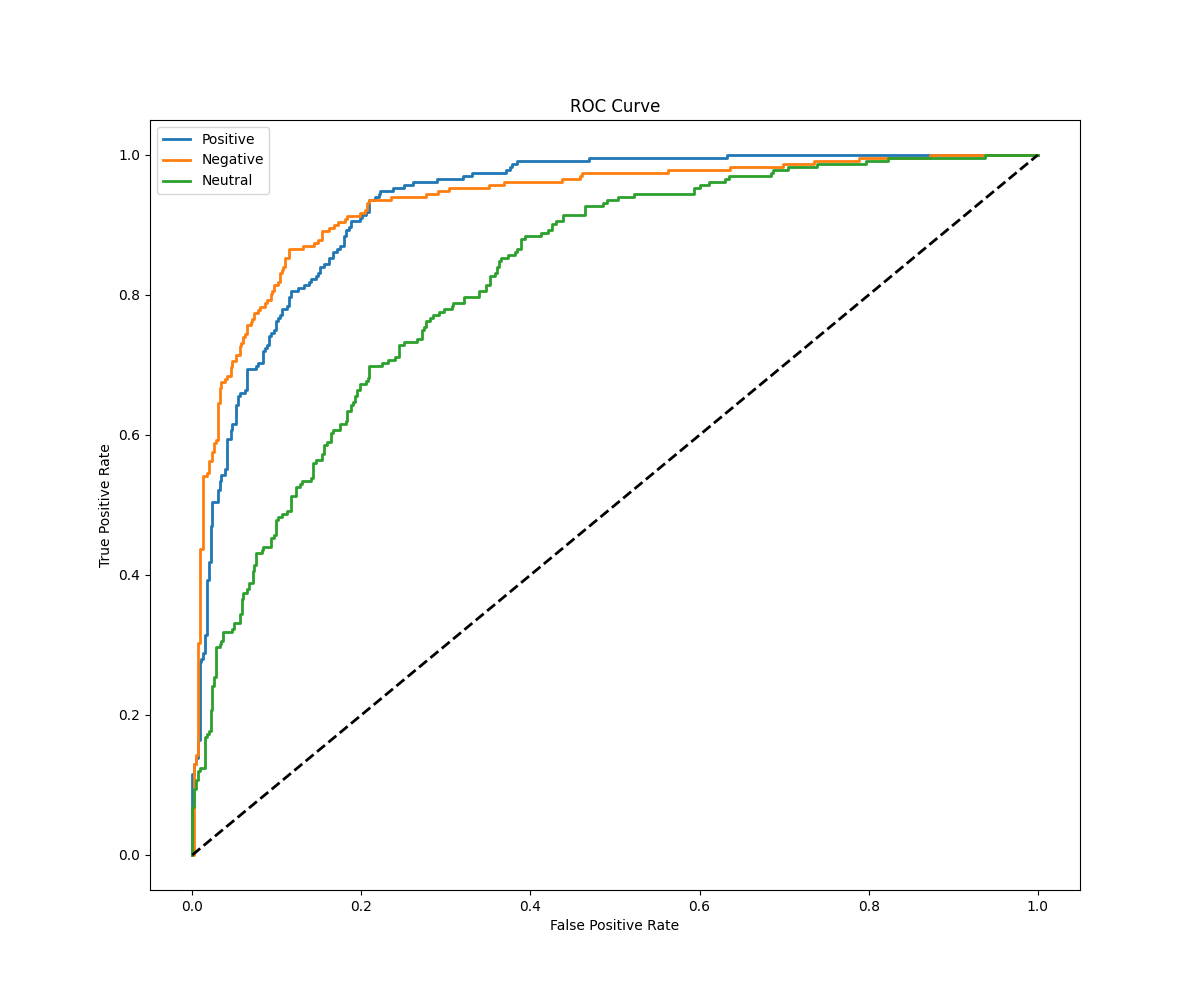 ROC Curve
Positive
Negative
Neutral
1.0
0.8
0.6
0.4
0.2
0.0
True Positive Rate
0.0 0.2 0.4 0.6 0.8 1.0
False Positive Rate